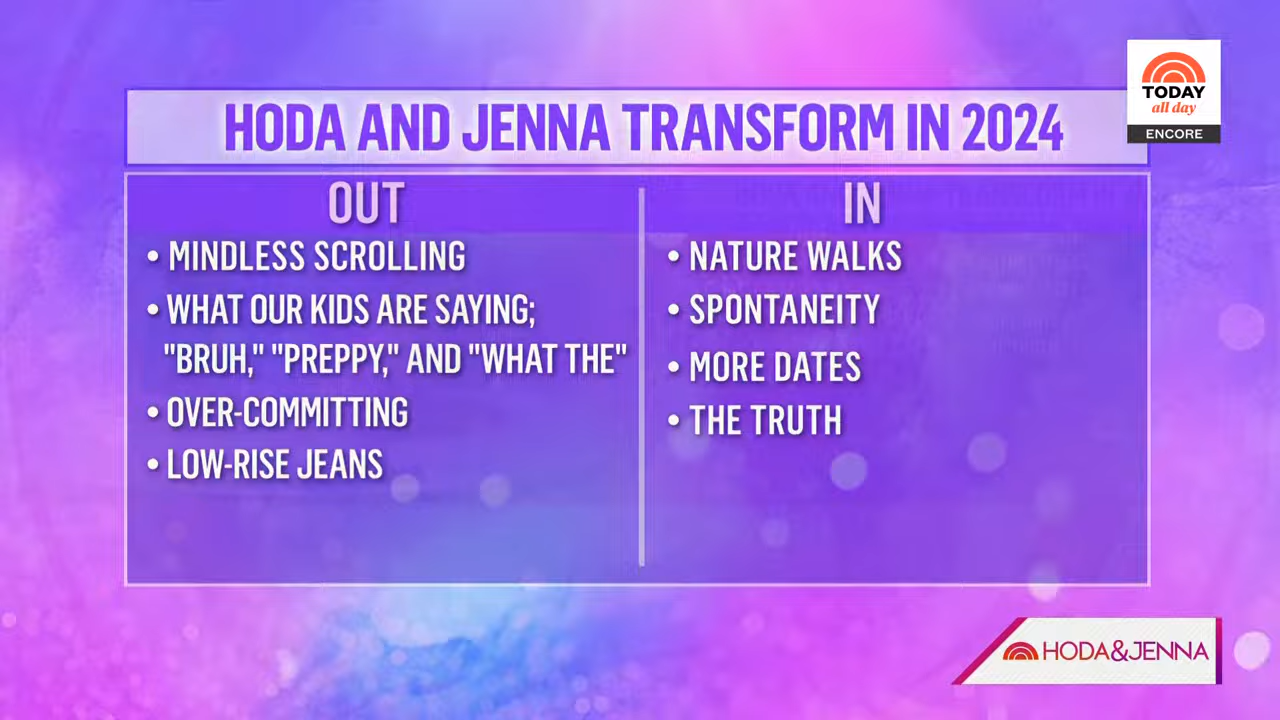 TODAY
all day
ENCORE
HODA AND JENNA TRANSFORM IN 2024
OUT
• MINDLESS SCROLLING
• WHAT OUR KIDS ARE SAYING;
"BRUH," "PREPPY," AND "WHAT THE"
• OVER-COMMITTING
• LOW-RISE JEANS
IN
• NATURE WALKS
• SPONTANEITY
• MORE DATES
• THE TRUTH
HODA&JENNA